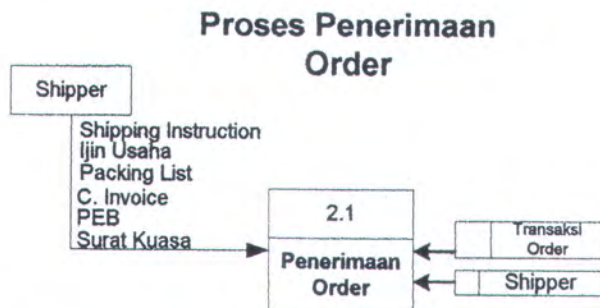 Proses Penerimaan
Order
Shipper
Shipping Instruction
Ijin Usaha
Packing List
C. Invoice
PEB
Surat Kuasa
2.1
Penerimaan
Order
Transaksi
Order
Shipper